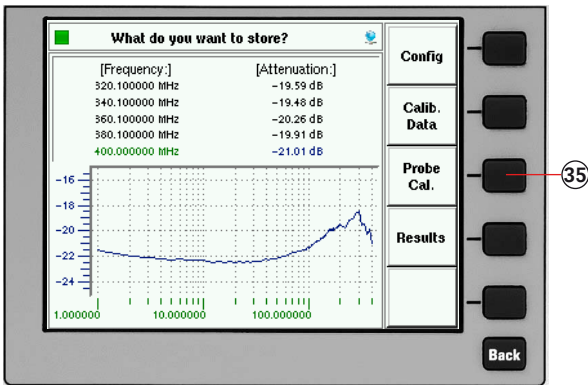 What do you want to store?
[Frequency:] [Attenuation:]
320.100000 MHz -19.59 dB
340.100000 MHz -19.48 dB
360.100000 MHz -20.26 dB
380.100000 MHz -19.91 dB
400.000000 MHz -21.01 dB
-16
-18
-20
-22
-24
1.000000 10.000000 100.000000
Config
Calib.
Data
Probe
Cal.
Results
35
Back